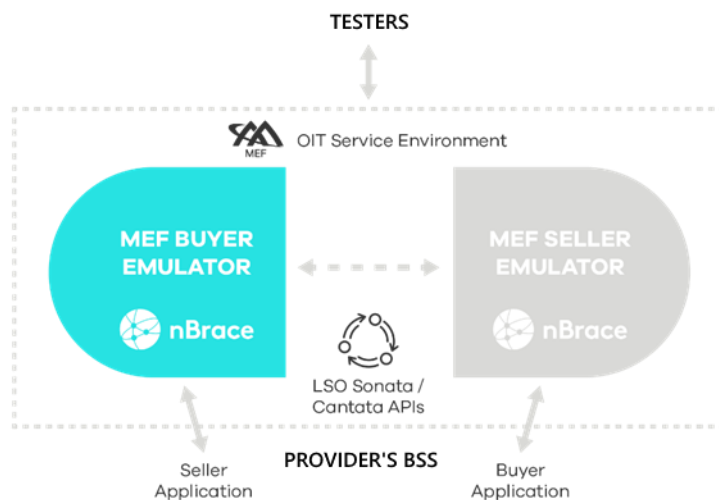 TESTERS
MEF
OIT Service Environment
MEF BUYER
EMULATOR
nBrace
MEF SELLER
EMULATOR
nBrace
LSO Sonata /
Cantata APIs
PROVIDER'S BSS
Seller
Application
Buyer
Application